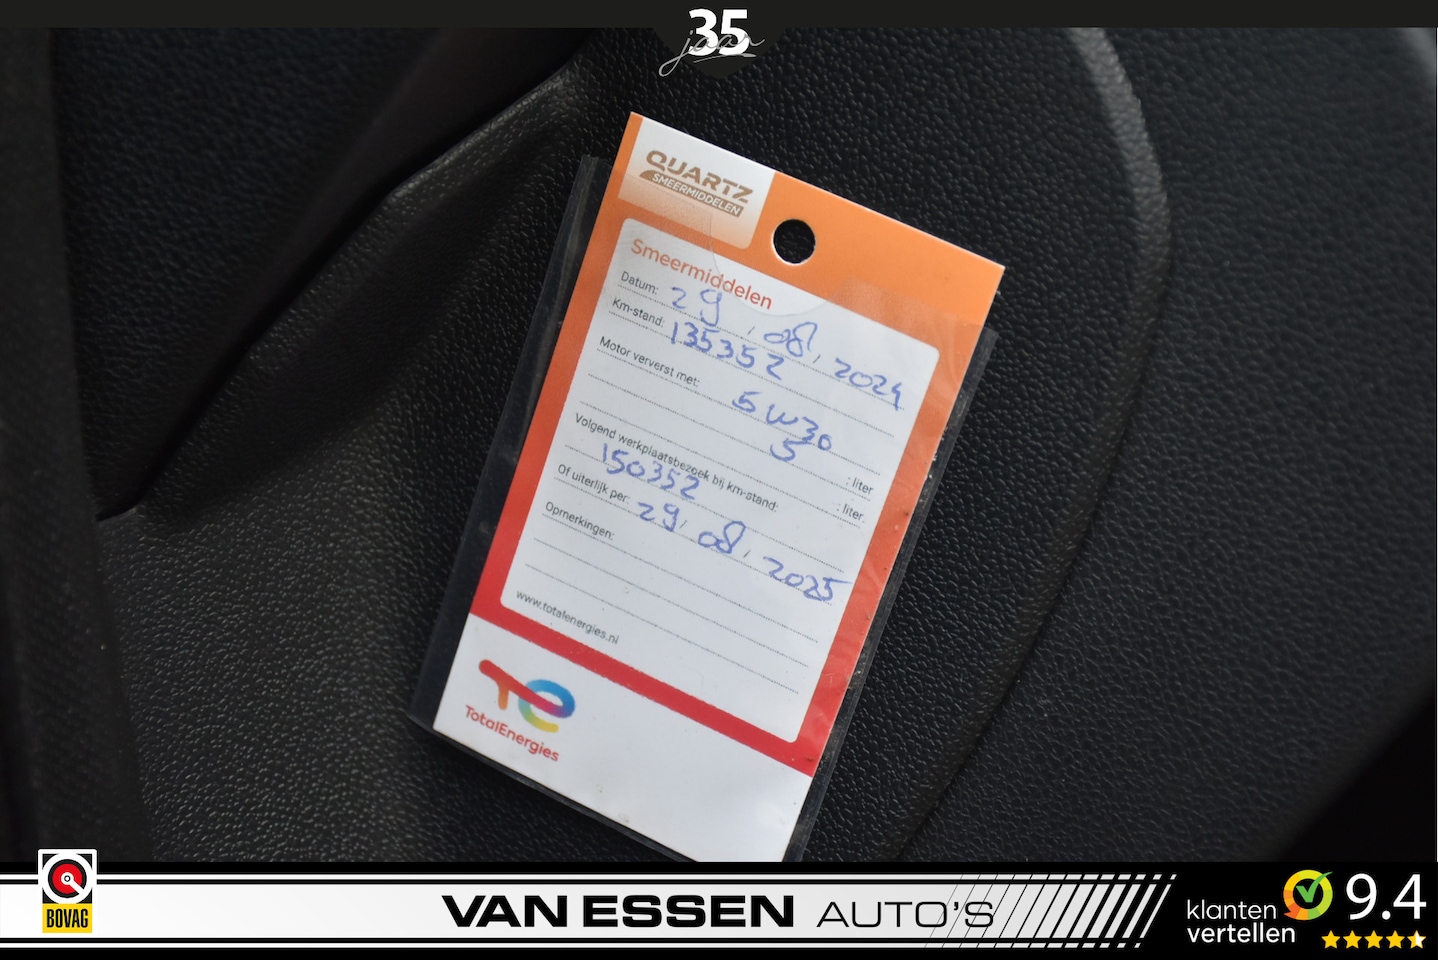 35
jaar
QUARTZ
SMEERMIDDELEN
Smeermiddelen
Datum: 29.08.2024
Km-stand: 135352
Motor ververst met:
5W30
5 : liter
Volgend werkplaatsbezoek bij km-stand: : liter.
150352
Of uiterlijk per: 29.08.2025
Opmerkingen:
www.totalenergies.nl
TotalEnergies
BOVAG
VAN ESSEN AUTO'S
klanten
vertellen
9.4